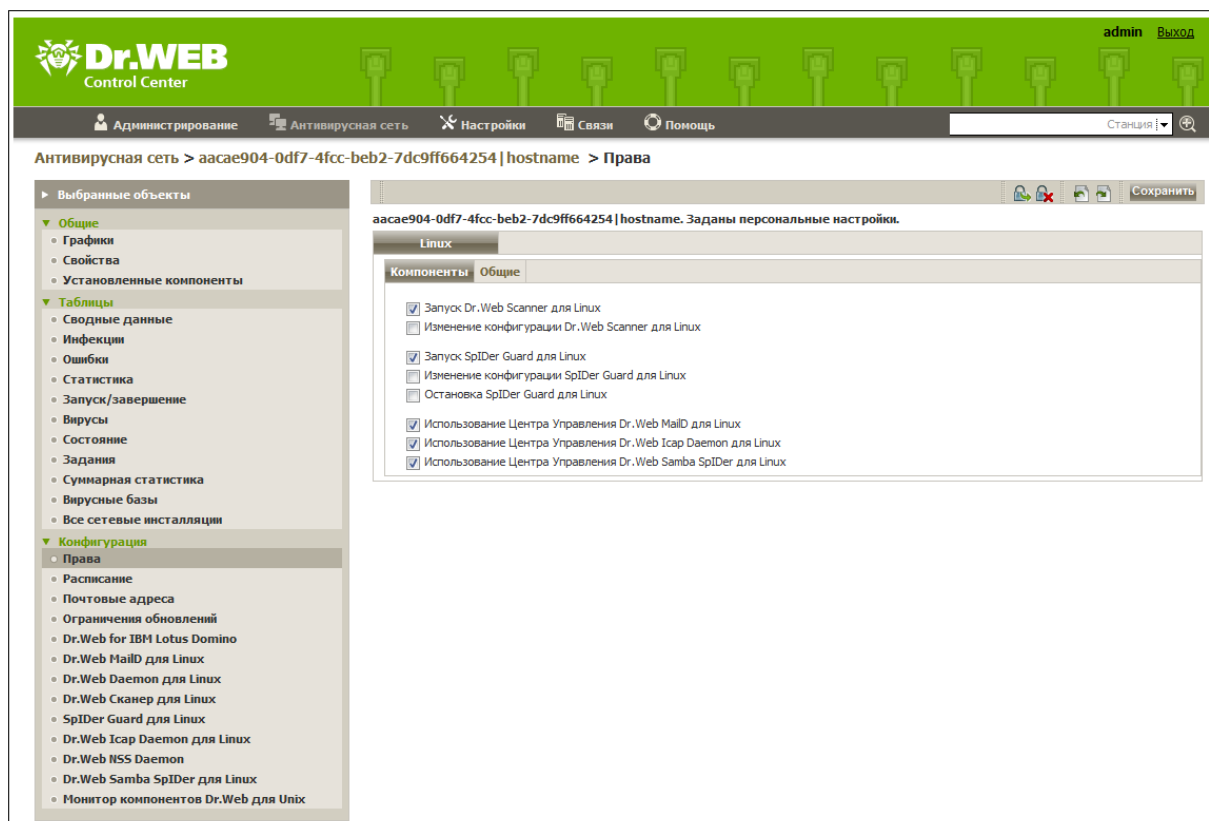 admin Выход
Dr.WEB
Control Center
Администрирование Антивирусная сеть Настройки Связи Помощь Станция
Антивирусная сеть > aacae904-0df7-4fcc-beb2-7dc9ff664254|hostname > Права
Выбранные объекты
Общие
Графики
Свойства
Установленные компоненты
Таблицы
Сводные данные
Инфекции
Ошибки
Статистика
Запуск/завершение
Вирусы
Состояние
Задания
Суммарная статистика
Вирусные базы
Все сетевые инсталляции
Конфигурация
Права
Расписание
Почтовые адреса
Ограничения обновлений
Dr.Web for IBM Lotus Domino
Dr.Web MailD для Linux
Dr.Web Daemon для Linux
Dr.Web Сканер для Linux
SpIDer Guard для Linux
Dr.Web Icap Daemon для Linux
Dr.Web NSS Daemon
Dr.Web Samba SpIDer для Linux
Монитор компонентов Dr.Web для Unix
Сохранить
aacae904-0df7-4fcc-beb2-7dc9ff664254|hostname. Заданы персональные настройки.
Linux
Компоненты Общие
Запуск Dr.Web Scanner для Linux
Изменение конфигурации Dr.Web Scanner для Linux
Запуск SpIDer Guard для Linux
Изменение конфигурации SpIDer Guard для Linux
Остановка SpIDer Guard для Linux
Использование Центра Управления Dr.Web MailD для Linux
Использование Центра Управления Dr.Web Icap Daemon для Linux
Использование Центра Управления Dr.Web Samba SpIDer для Linux